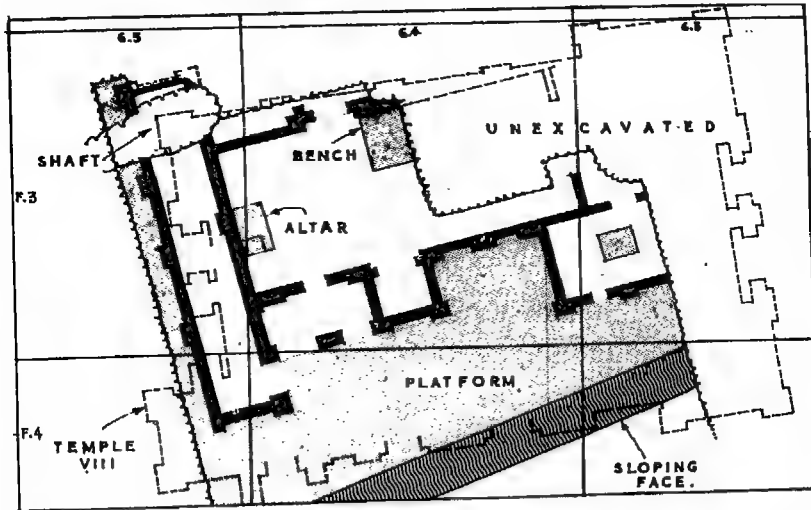 6.5
6.4
6.3
SHAFT
BENCH
UNEXCAVATED
F.3
ALTAR
PLATFORM
F.4
TEMPLE
VIII
SLOPING
FACE.